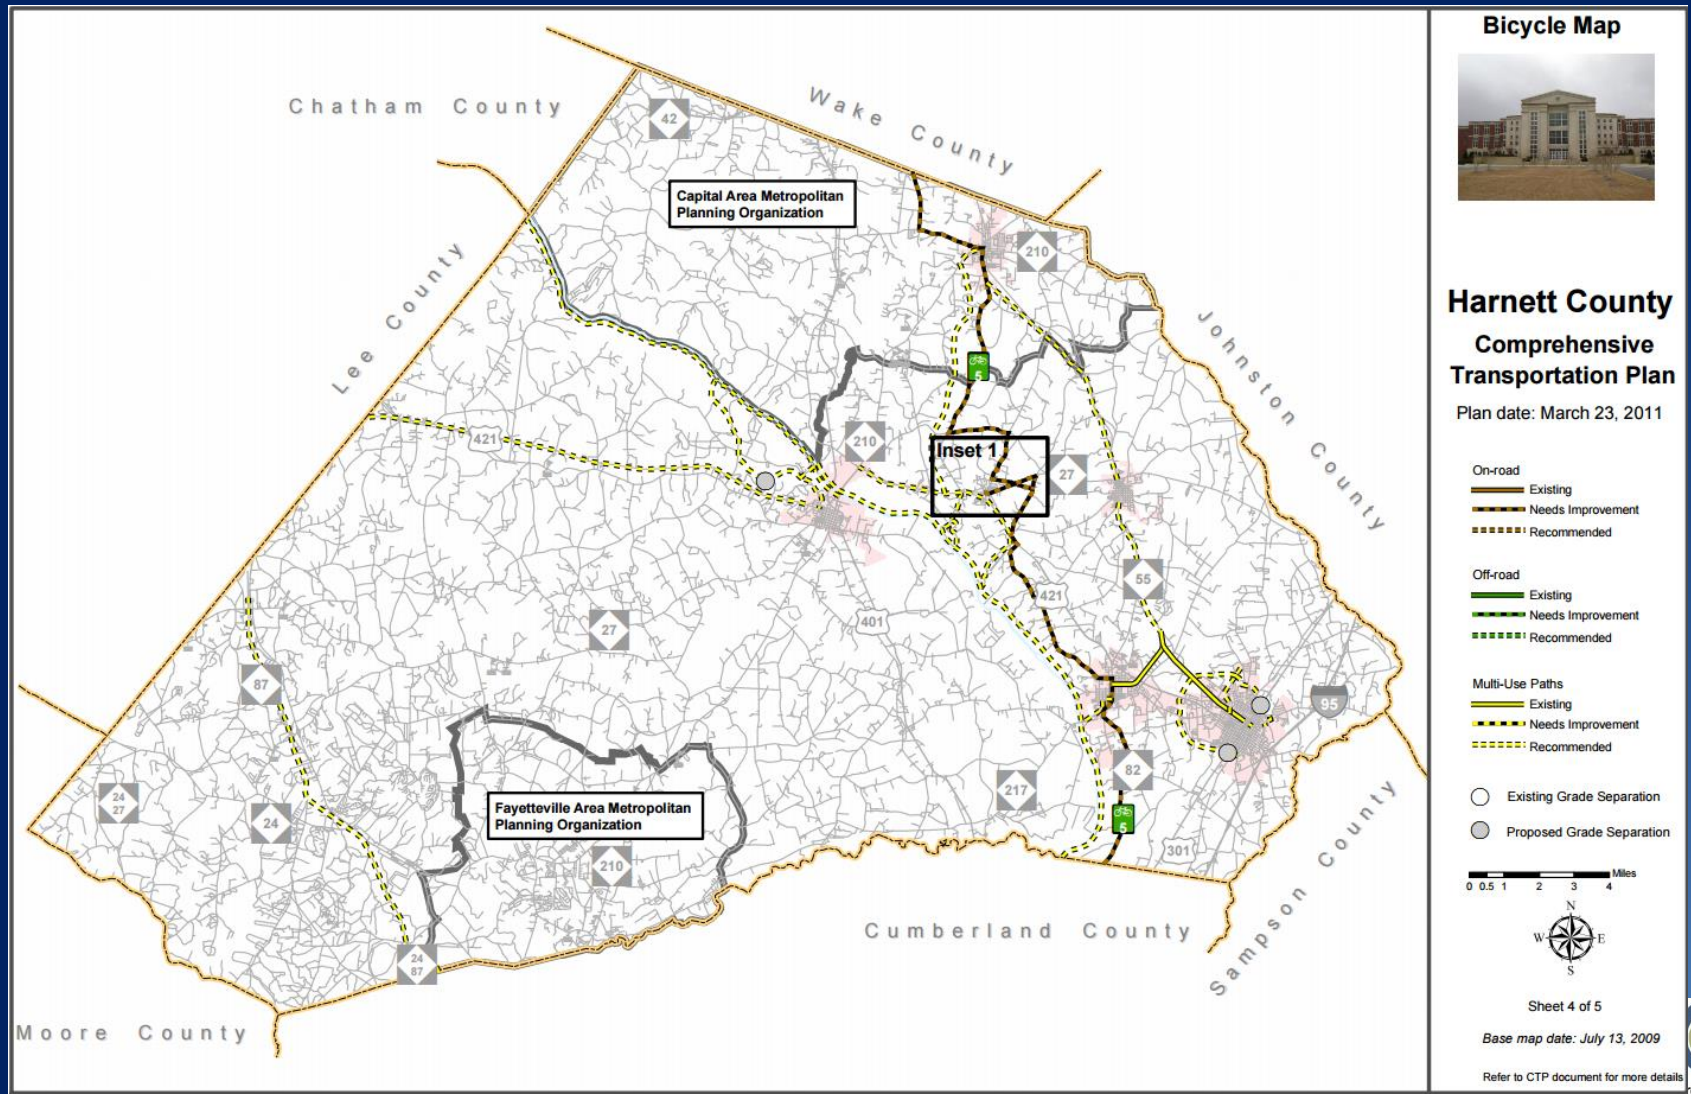 Bicycle Map
Chatham County
Wake County
42
Capital Area Metropolitan
Planning Organization
210
Lee County
Johnston County
5
421
210
Inset 1
27
55
421
401
27
87
95
82
24
27
24
Fayetteville Area Metropolitan
Planning Organization
217
5
301
210
Cumberland County
Sampson County
24
87
Moore County
Harnett County
Comprehensive
Transportation Plan
Plan date: March 23, 2011
On-road
Existing
Needs Improvement
Recommended
Off-road
Existing
Needs Improvement
Recommended
Multi-Use Paths
Existing
Needs Improvement
Recommended
Existing Grade Separation
Proposed Grade Separation
Miles
0 0.5 1 2 3 4
N
W E
S
Sheet 4 of 5
Base map date: July 13, 2009
Refer to CTP document for more details